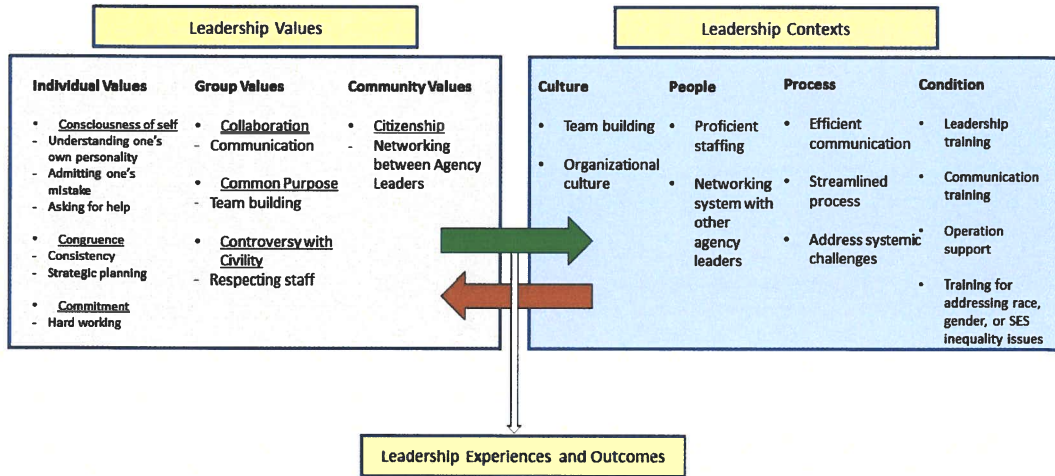 Leadership Values
Individual Values
• Consciousness of self
- Understanding one's
own personality
- Admitting one's
mistake
- Asking for help
• Congruence
- Consistency
- Strategic planning
• Commitment
- Hard working
Group Values
• Collaboration
- Communication
• Common Purpose
- Team building
• Controversy with
Civility
- Respecting staff
Community Values
• Citizenship
- Networking
between Agency
Leaders
Leadership Contexts
Culture
• Team building
• Organizational
culture
People
• Proficient
staffing
• Networking
system with
other
agency
leaders
Process
• Efficient
communication
• Streamlined
process
• Address systemic
challenges
Condition
• Leadership
training
• Communication
training
• Operation
support
• Training for
addressing race,
gender, or SES
inequality issues
Leadership Experiences and Outcomes